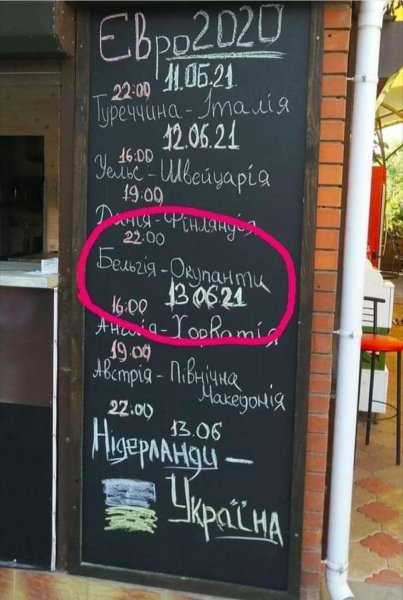 Євро2020
11.06.21
22:00
Туреччина-Італія
12.06.21
16:00
Уельс-Швейцарія
19:00
Данія-Фінляндія
22:00
Бельгія-Окупанти
13 06 21
16:00
Англія-Хорватія
19:00
Австрія-Північна
Македонія
22:00
13.06
Нідерланди-
Україна